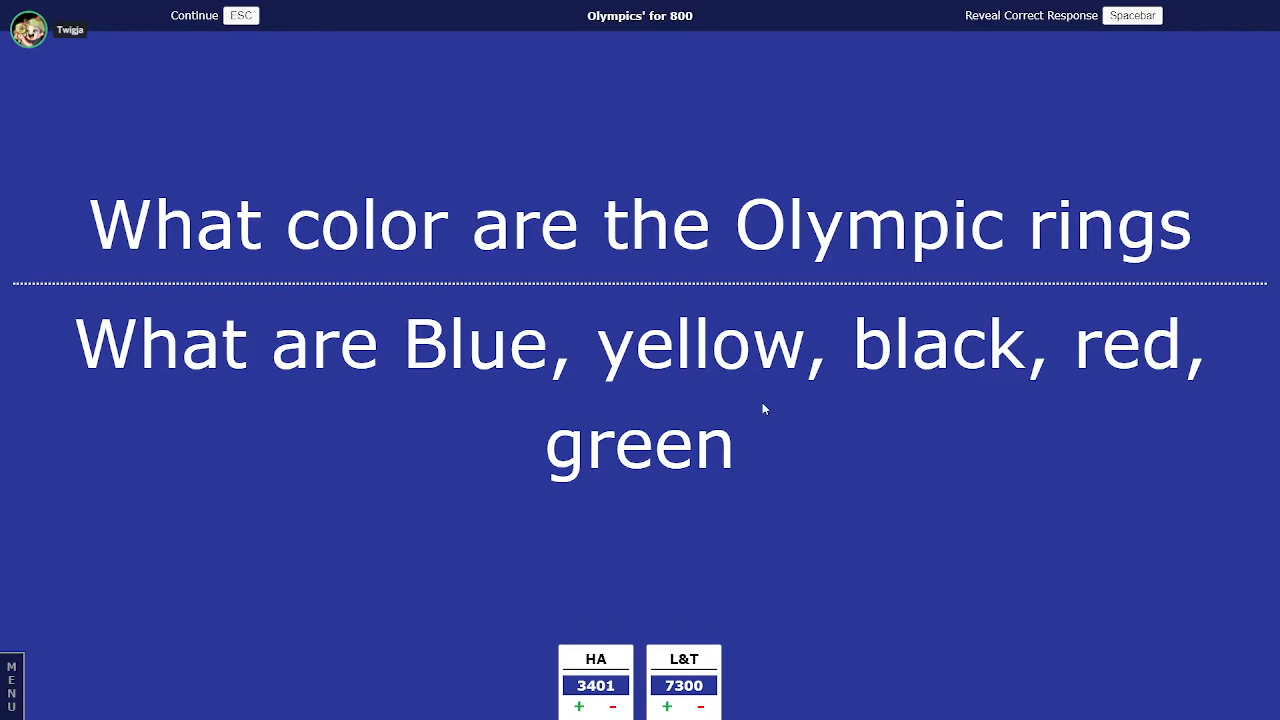 Continue ESC
Olympics' for 800
Reveal Correct Response Spacebar
Twigja
What color are the Olympic rings
What are Blue, yellow, black, red,
green
MENU
HA
3401
+ -
L&T
7300
+ -